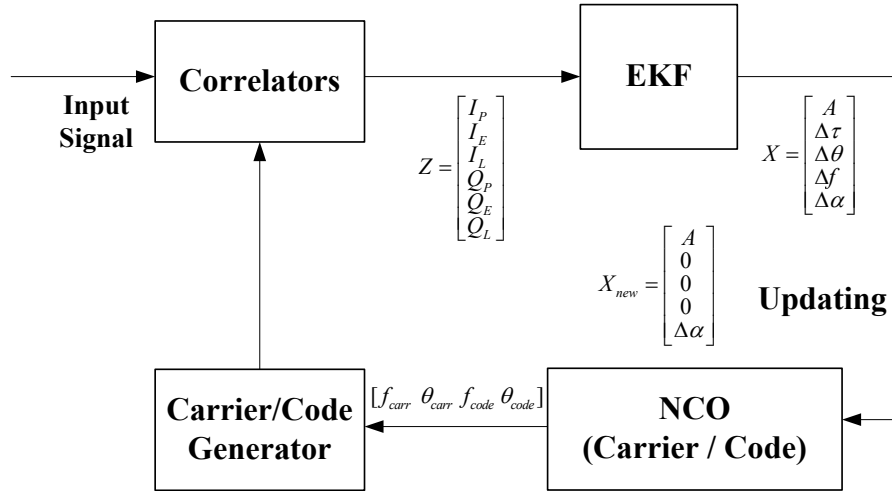 Correlators
EKF
Input
Signal
Z = [I_P
I_E
I_L
Q_P
Q_E
Q_L]
X = [A
Δτ
Δθ
Δf
Δα]
X_new = [A
0
0
0
Δα]
Updating
Carrier/Code
Generator
[f_carr θ_carr f_code θ_code]
NCO
(Carrier / Code)